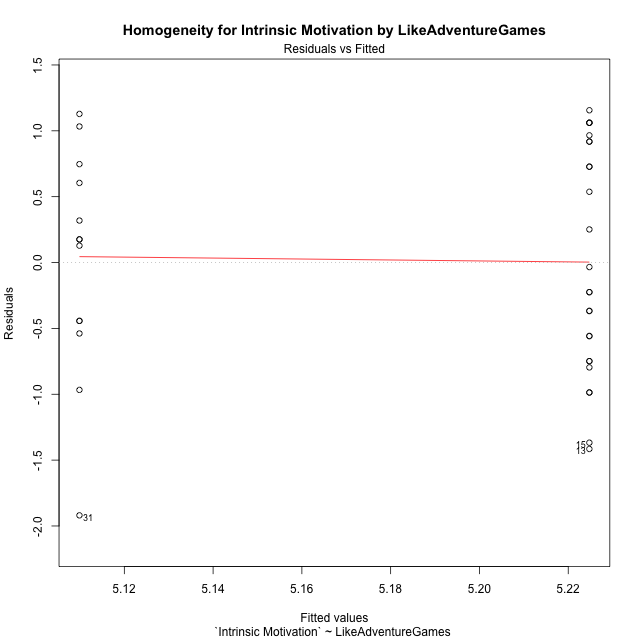 Homogeneity for Intrinsic Motivation by LikeAdventureGames
Residuals vs Fitted
1.5
1.0
0.5
0.0
-0.5
-1.0
-1.5
-2.0
Residuals
15
13
31
5.12 5.14 5.16 5.18 5.20 5.22
Fitted values
`Intrinsic Motivation` ~ LikeAdventureGames